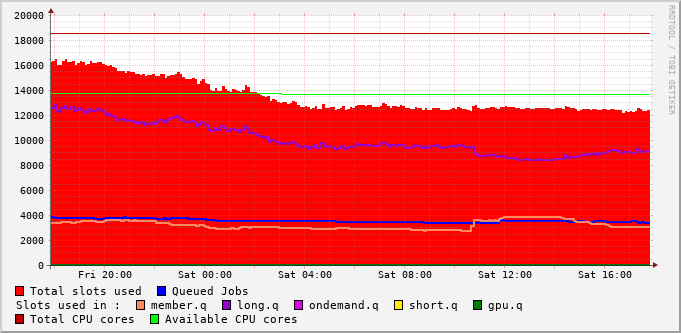 RRDTOOL / TOBI OETIKER
20000
18000
16000
14000
12000
10000
8000
6000
4000
2000
0
Fri 20:00 Sat 00:00 Sat 04:00 Sat 08:00 Sat 12:00 Sat 16:00
Total slots used Queued Jobs
Slots used in : member.q long.q ondemand.q short.q gpu.q
Total CPU cores Available CPU cores